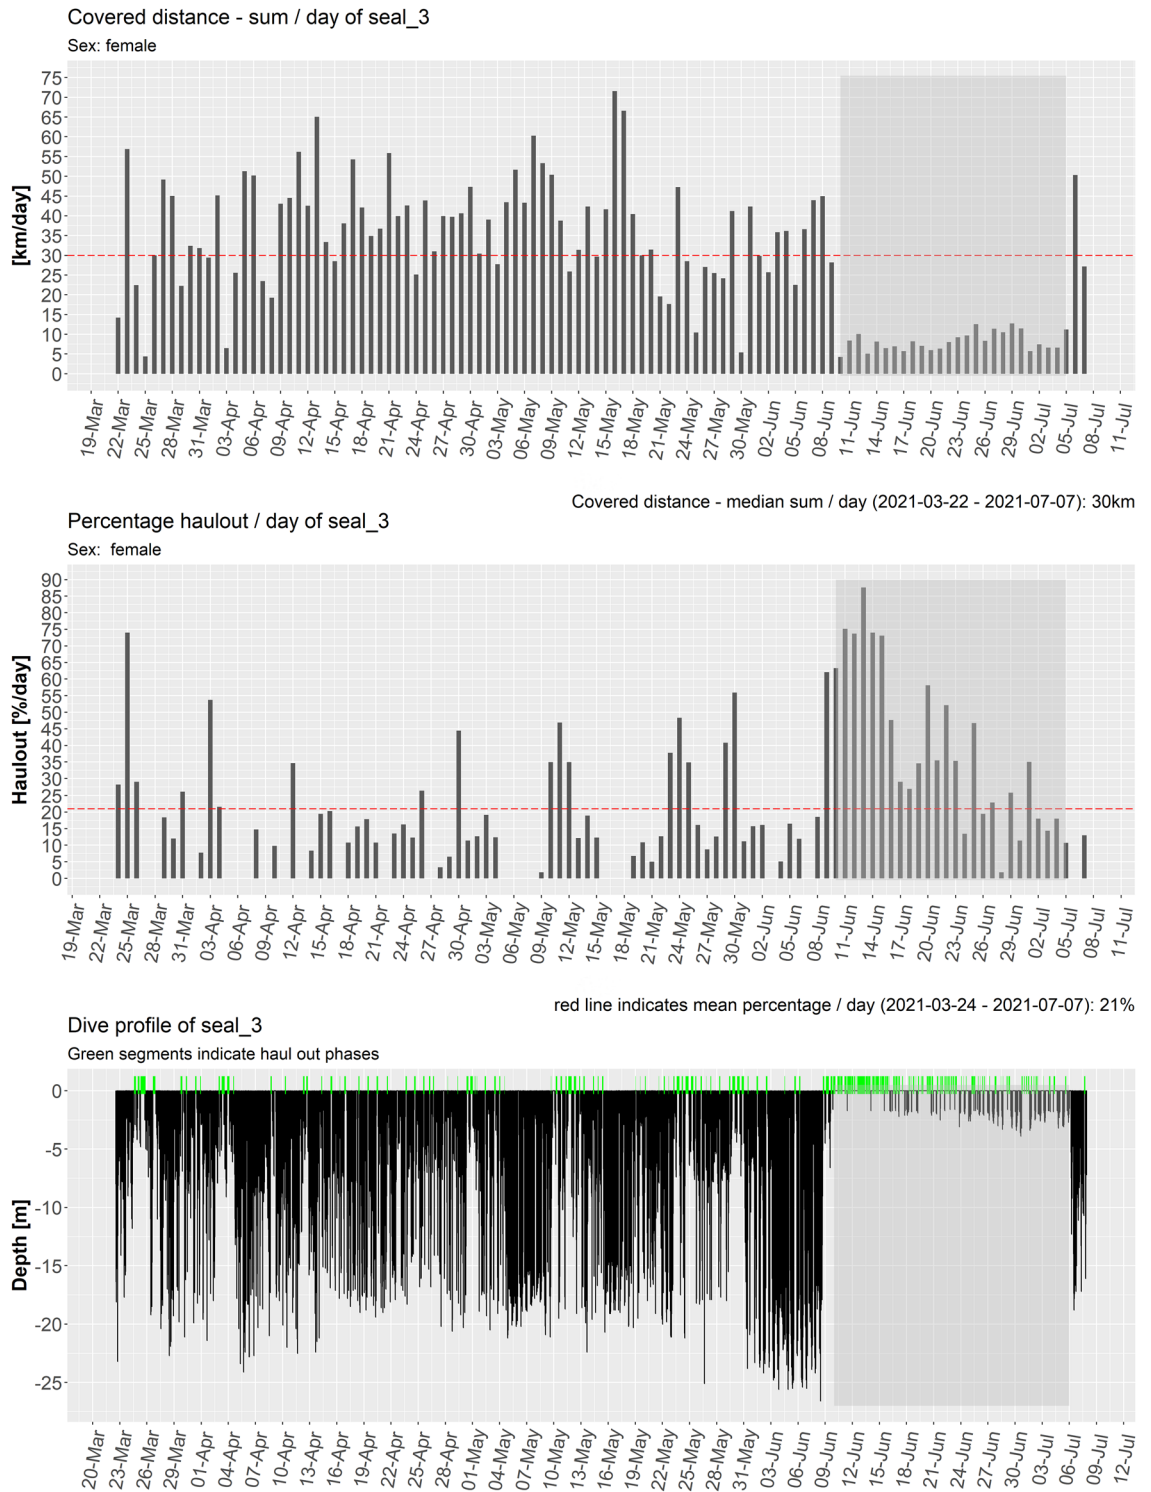 Covered distance - sum / day of seal_3
Sex: female
[km/day]
75
70
65
60
55
50
45
40
35
30
25
20
15
10
5
0
19-Mar 22-Mar 25-Mar 28-Mar 31-Mar 03-Apr 06-Apr 09-Apr 12-Apr 15-Apr 18-Apr 21-Apr 24-Apr 27-Apr 30-Apr 03-May 06-May 09-May 12-May 15-May 18-May 21-May 24-May 27-May 30-May 02-Jun 05-Jun 08-Jun 11-Jun 14-Jun 17-Jun 20-Jun 23-Jun 26-Jun 29-Jun 02-Jul 05-Jul 08-Jul 11-Jul
Covered distance - median sum / day (2021-03-22 - 2021-07-07): 30km
Percentage haulout / day of seal_3
Sex:  female
Haulout [%/day]
90
85
80
75
70
65
60
55
50
45
40
35
30
25
20
15
10
5
0
19-Mar 22-Mar 25-Mar 28-Mar 31-Mar 03-Apr 06-Apr 09-Apr 12-Apr 15-Apr 18-Apr 21-Apr 24-Apr 27-Apr 30-Apr 03-May 06-May 09-May 12-May 15-May 18-May 21-May 24-May 27-May 30-May 02-Jun 05-Jun 08-Jun 11-Jun 14-Jun 17-Jun 20-Jun 23-Jun 26-Jun 29-Jun 02-Jul 05-Jul 08-Jul 11-Jul
red line indicates mean percentage / day (2021-03-24 - 2021-07-07): 21%
Dive profile of seal_3
Green segments indicate haul out phases
Depth [m]
0
-5
-10
-15
-20
-25
20-Mar 23-Mar 26-Mar 29-Mar 01-Apr 04-Apr 07-Apr 10-Apr 13-Apr 16-Apr 19-Apr 22-Apr 25-Apr 28-Apr 01-May 04-May 07-May 10-May 13-May 16-May 19-May 22-May 25-May 28-May 31-May 03-Jun 06-Jun 09-Jun 12-Jun 15-Jun 18-Jun 21-Jun 24-Jun 27-Jun 30-Jun 03-Jul 06-Jul 09-Jul 12-Jul